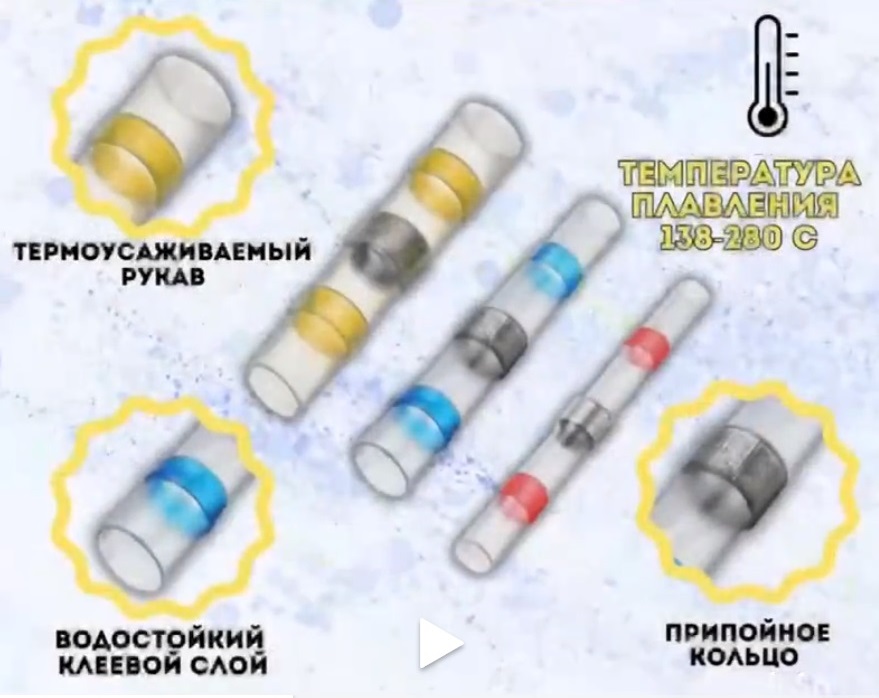 ТЕМПЕРАТУРА
ПЛАВЛЕНИЯ
138-280 С
ТЕРМОУСАЖИВАЕМЫЙ
РУКАВ
ВОДОСТОЙКИЙ
КЛЕЕВОЙ СЛОЙ
ПРИПОЙНОЕ
КОЛЬЦО